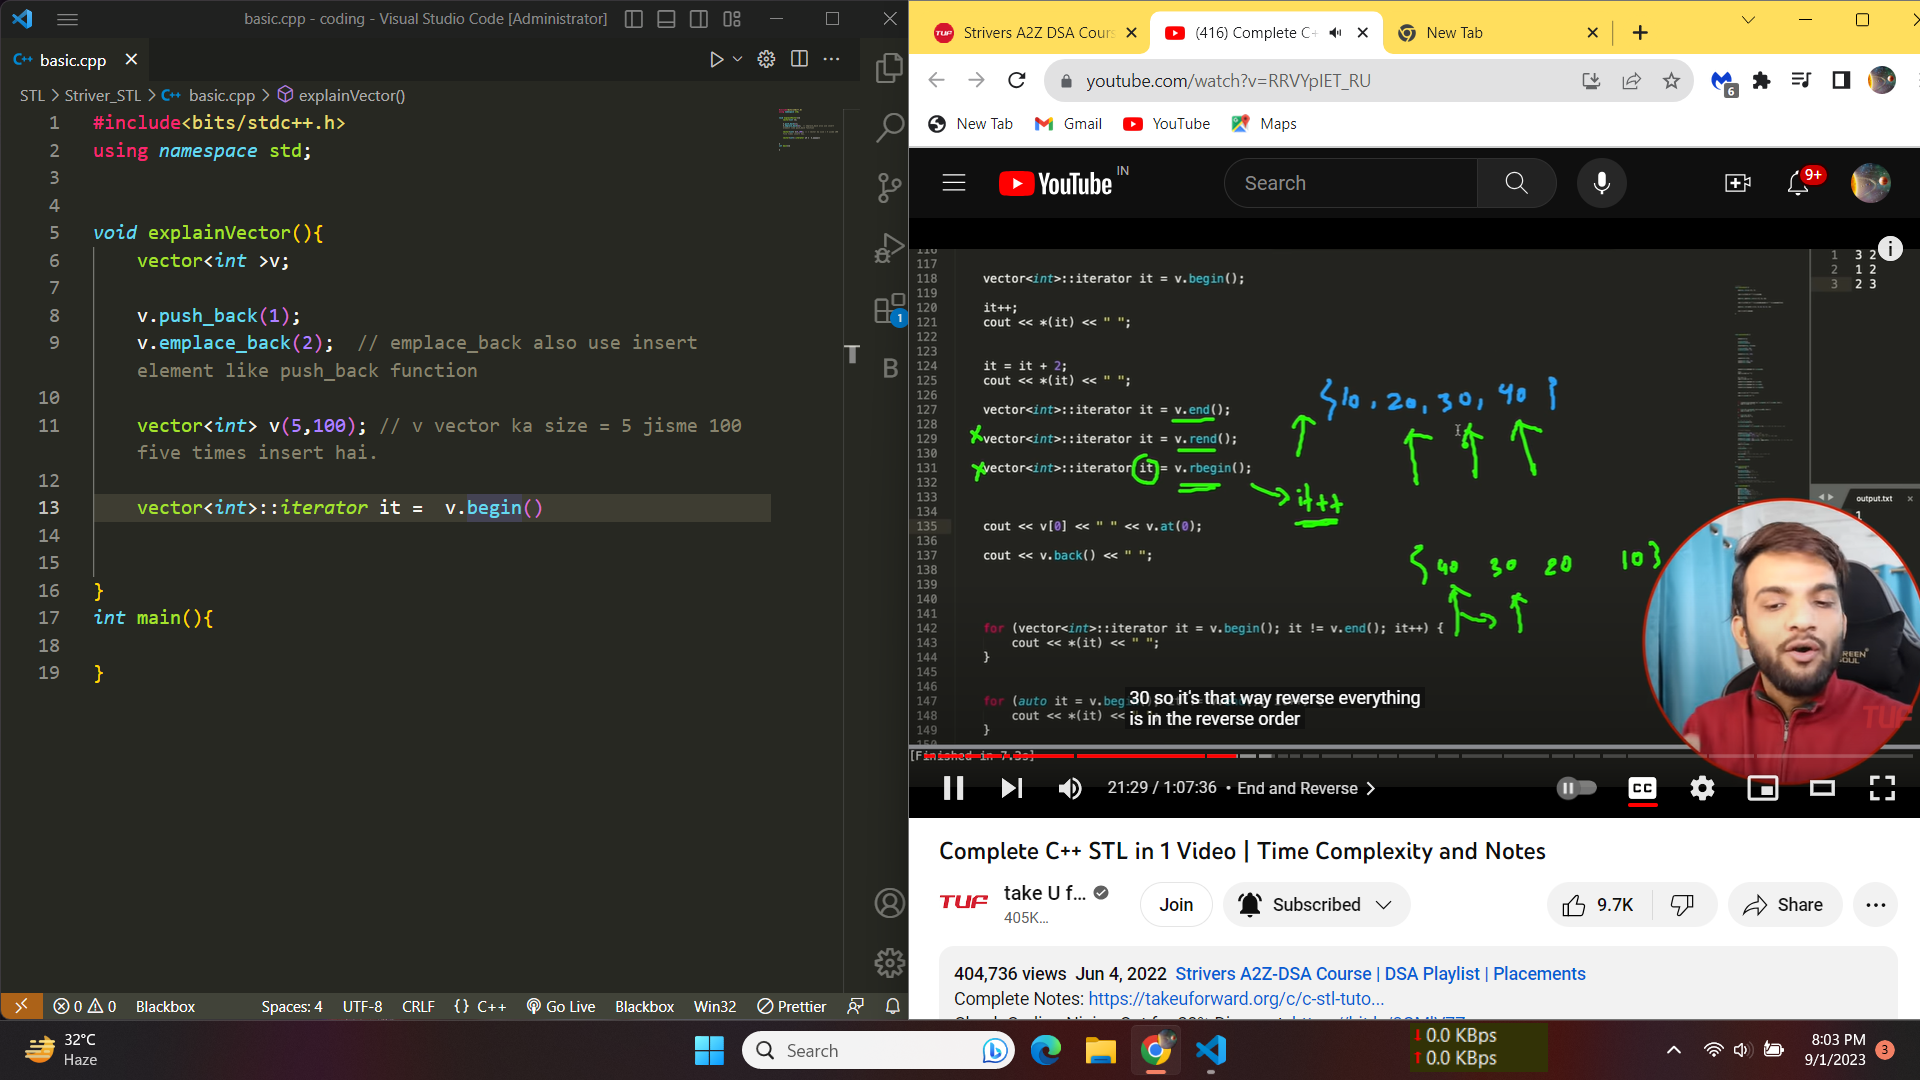 basic.cpp - coding - Visual Studio Code [Administrator]
C++ basic.cpp
STL > Striver_STL > C++ basic.cpp > explainVector()
1 #include<bits/stdc++.h>
2 using namespace std;
3
4
5 void explainVector(){
6 vector<int >v;
7
8 v.push_back(1);
9 v.emplace_back(2); // emplace_back also use insert
element like push_back function
10
11 vector<int> v(5,100); // v vector ka size = 5 jisme 100
five times insert hai.
12
13 vector<int>::iterator it = v.begin()
14
15
16 }
17 int main(){
18
19 }
1
T
B
0 0 Blackbox Spaces: 4 UTF-8 CRLF {} C++ Go Live Blackbox Win32 Prettier
TUF Strivers A2Z DSA Cour
(416) Complete C+
New Tab
youtube.com/watch?v=RRVYpIET_RU
6
New Tab Gmail YouTube Maps
YouTube IN
Search
9+
117
118 vector<int>::iterator it = v.begin();
119
120 it++;
121 cout << *(it) << " ";
122
123
124 it = it + 2;
125 cout << *(it) << " ";
126
127 vector<int>::iterator it = v.end();
128
129 vector<int>::iterator it = v.rend();
130
131 vector<int>::iterator it = v.rbegin();
132
133
134
135 cout << v[0] << " " << v.at(0);
136
137 cout << v.back() << " ";
138
139
140
141
142 for (vector<int>::iterator it = v.begin(); it != v.end(); it++) {
143 cout << *(it) << " ";
144 }
145
146
147 for (auto it = v.beg
148 cout << *(it) <<
149 }
{10, 20, 30, 40 }
it++
{40 30 20 10}
1 3 2
2 1 2
3 2 3
output.txt
1
TUF
30 so it's that way reverse everything
is in the reverse order
[Finished in 7.3s]
21:29 / 1:07:36 • End and Reverse >
CC
Complete C++ STL in 1 Video | Time Complexity and Notes
TUF
take U f...
405K...
Join
Subscribed
9.7K
Share
404,736 views Jun 4, 2022 Strivers A2Z-DSA Course | DSA Playlist | Placements
Complete Notes: https://takeuforward.org/c/c-stl-tuto...
32°C
Haze
Search
0.0 KBps
0.0 KBps
8:03 PM
9/1/2023
3